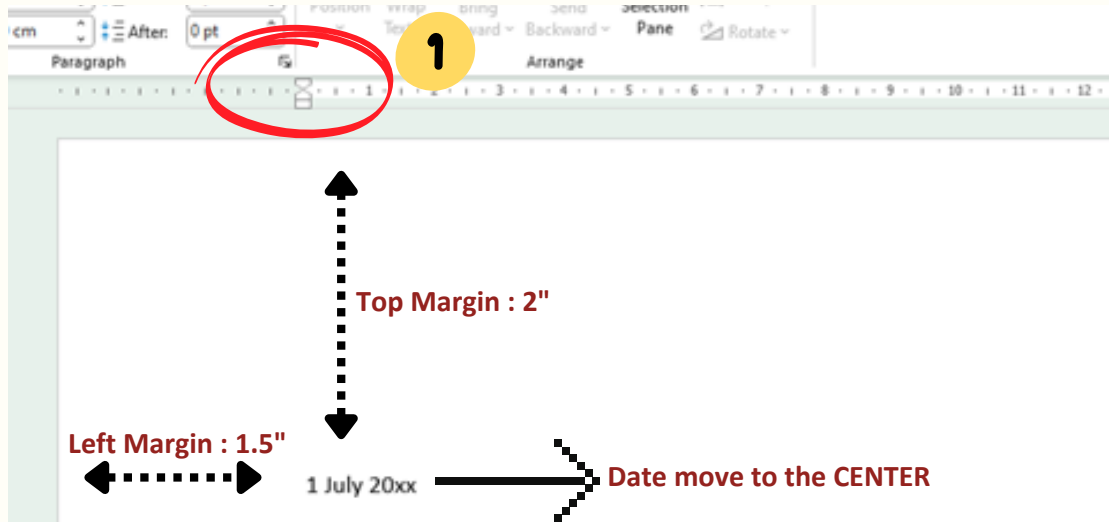 Position Wrap Bring Send Selection
cm After: 0 pt Backward Pane Rotate
Paragraph 1 Arrange
1 2 3 4 5 6 7 8 9 10 11 12
Top Margin : 2"
Left Margin : 1.5"
1 July 20xx Date move to the CENTER